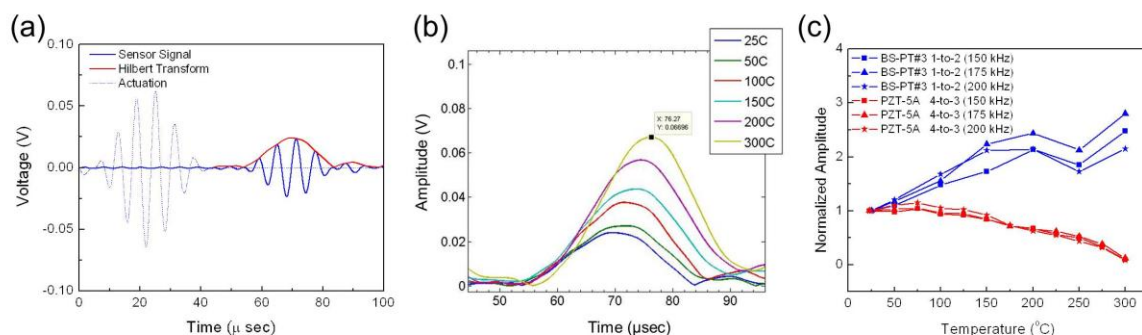 (a)
0.10
0.05
0.00
-0.05
-0.10
Voltage (V)
Sensor Signal
Hilbert Transform
Actuation
0 20 40 60 80 100
Time (μ sec)
(b)
0.1
0.08
0.06
0.04
0.02
0
Amplitude (V)
X: 76.27
Y: 0.06696
25C
50C
100C
150C
200C
300C
50 60 70 80 90
Time (μsec)
(c)
4
3
2
1
0
Normalized Amplitude
BS-PT#3 1-to-2 (150 kHz)
BS-PT#3 1-to-2 (175 kHz)
BS-PT#3 1-to-2 (200 kHz)
PZT-5A 4-to-3 (150 kHz)
PZT-5A 4-to-3 (175 kHz)
PZT-5A 4-to-3 (200 kHz)
0 50 100 150 200 250 300
Temperature (°C)